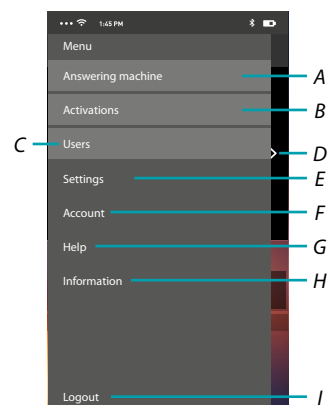 1:45 PM
Menu
Answering machine A
Activations B
C Users
D
Settings E
Account F
Help G
Information H
Logout I